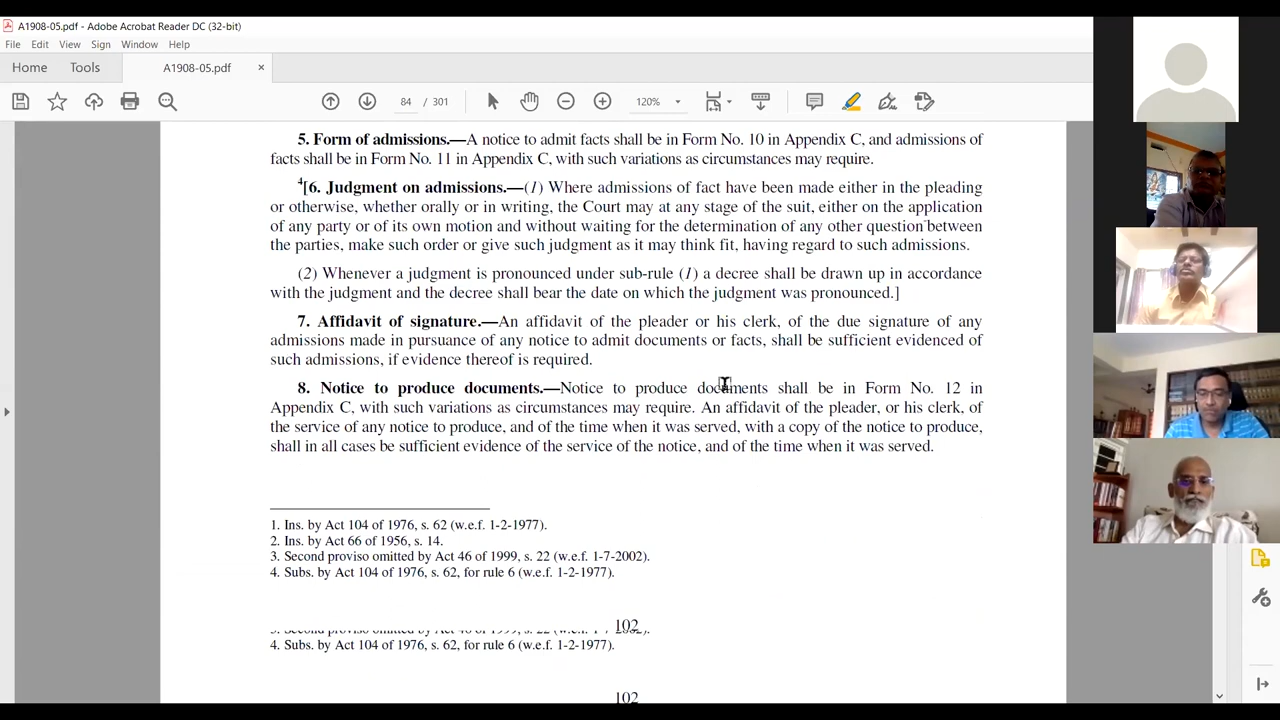 A1908-05.pdf - Adobe Acrobat Reader DC (32-bit)
File Edit View Sign Window Help
Home Tools A1908-05.pdf ×
84 / 301 120%
5. Form of admissions.—A notice to admit facts shall be in Form No. 10 in Appendix C, and admissions of
facts shall be in Form No. 11 in Appendix C, with such variations as circumstances may require.
4[6. Judgment on admissions.—(1) Where admissions of fact have been made either in the pleading
or otherwise, whether orally or in writing, the Court may at any stage of the suit, either on the application
of any party or of its own motion and without waiting for the determination of any other question between
the parties, make such order or give such judgment as it may think fit, having regard to such admissions.
(2) Whenever a judgment is pronounced under sub-rule (1) a decree shall be drawn up in accordance
with the judgment and the decree shall bear the date on which the judgment was pronounced.]
7. Affidavit of signature.—An affidavit of the pleader or his clerk, of the due signature of any
admissions made in pursuance of any notice to admit documents or facts, shall be sufficient evidenced of
such admissions, if evidence thereof is required.
8. Notice to produce documents.—Notice to produce documents shall be in Form No. 12 in
Appendix C, with such variations as circumstances may require. An affidavit of the pleader, or his clerk, of
the service of any notice to produce, and of the time when it was served, with a copy of the notice to produce,
shall in all cases be sufficient evidence of the service of the notice, and of the time when it was served.
1. Ins. by Act 104 of 1976, s. 62 (w.e.f. 1-2-1977).
2. Ins. by Act 66 of 1956, s. 14.
3. Second proviso omitted by Act 46 of 1999, s. 22 (w.e.f. 1-7-2002).
4. Subs. by Act 104 of 1976, s. 62, for rule 6 (w.e.f. 1-2-1977).
102
3. Second proviso omitted by Act 46 of 1999, s. 22 (w.e.f. 1-7-2002).
4. Subs. by Act 104 of 1976, s. 62, for rule 6 (w.e.f. 1-2-1977).
102